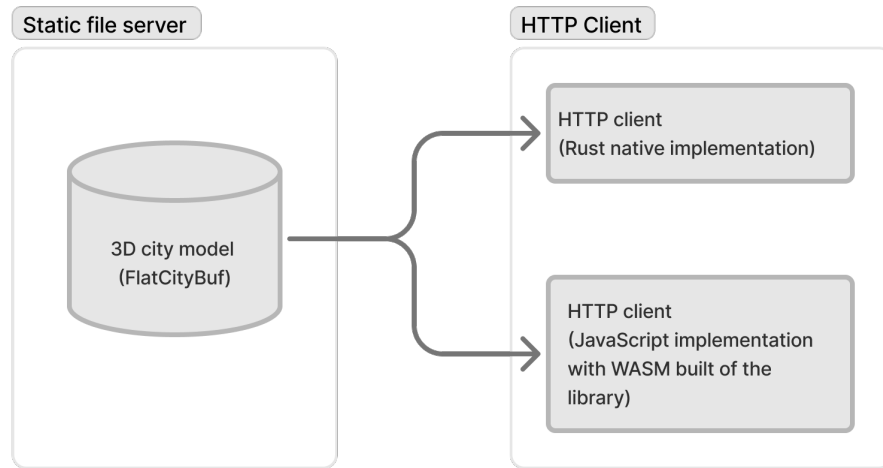 Static file server
HTTP Client
3D city model
(FlatCityBuf)
HTTP client
(Rust native implementation)
HTTP client
(JavaScript implementation
with WASM built of the
library)